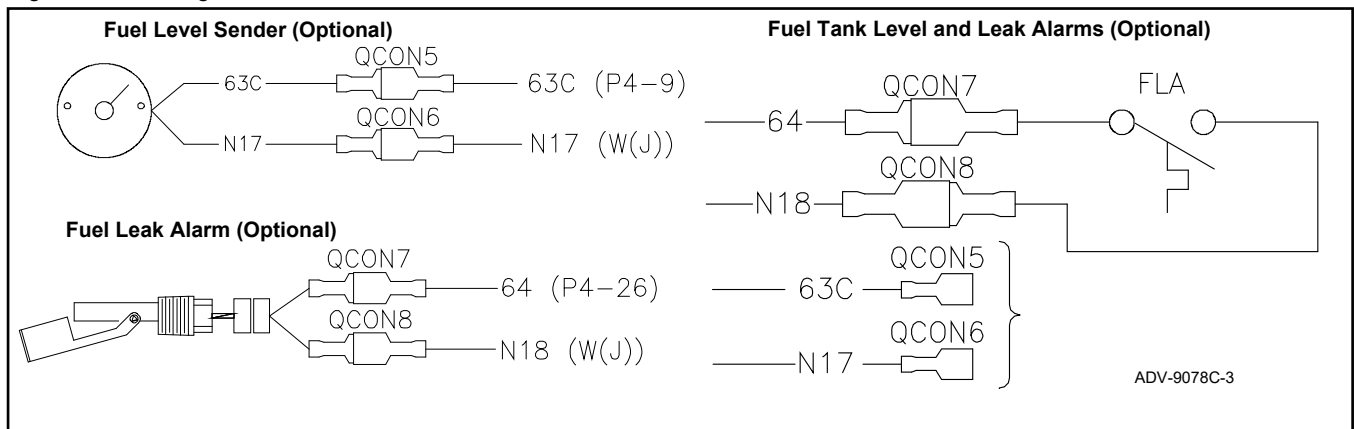 Fuel Level Sender (Optional)
QCON5
63C
63C (P4-9)
QCON6
N17
N17 (W(J))
Fuel Leak Alarm (Optional)
QCON7
64 (P4-26)
QCON8
N18 (W(J))
Fuel Tank Level and Leak Alarms (Optional)
QCON7
FLA
64
QCON8
N18
QCON5
63C
QCON6
N17
ADV-9078C-3